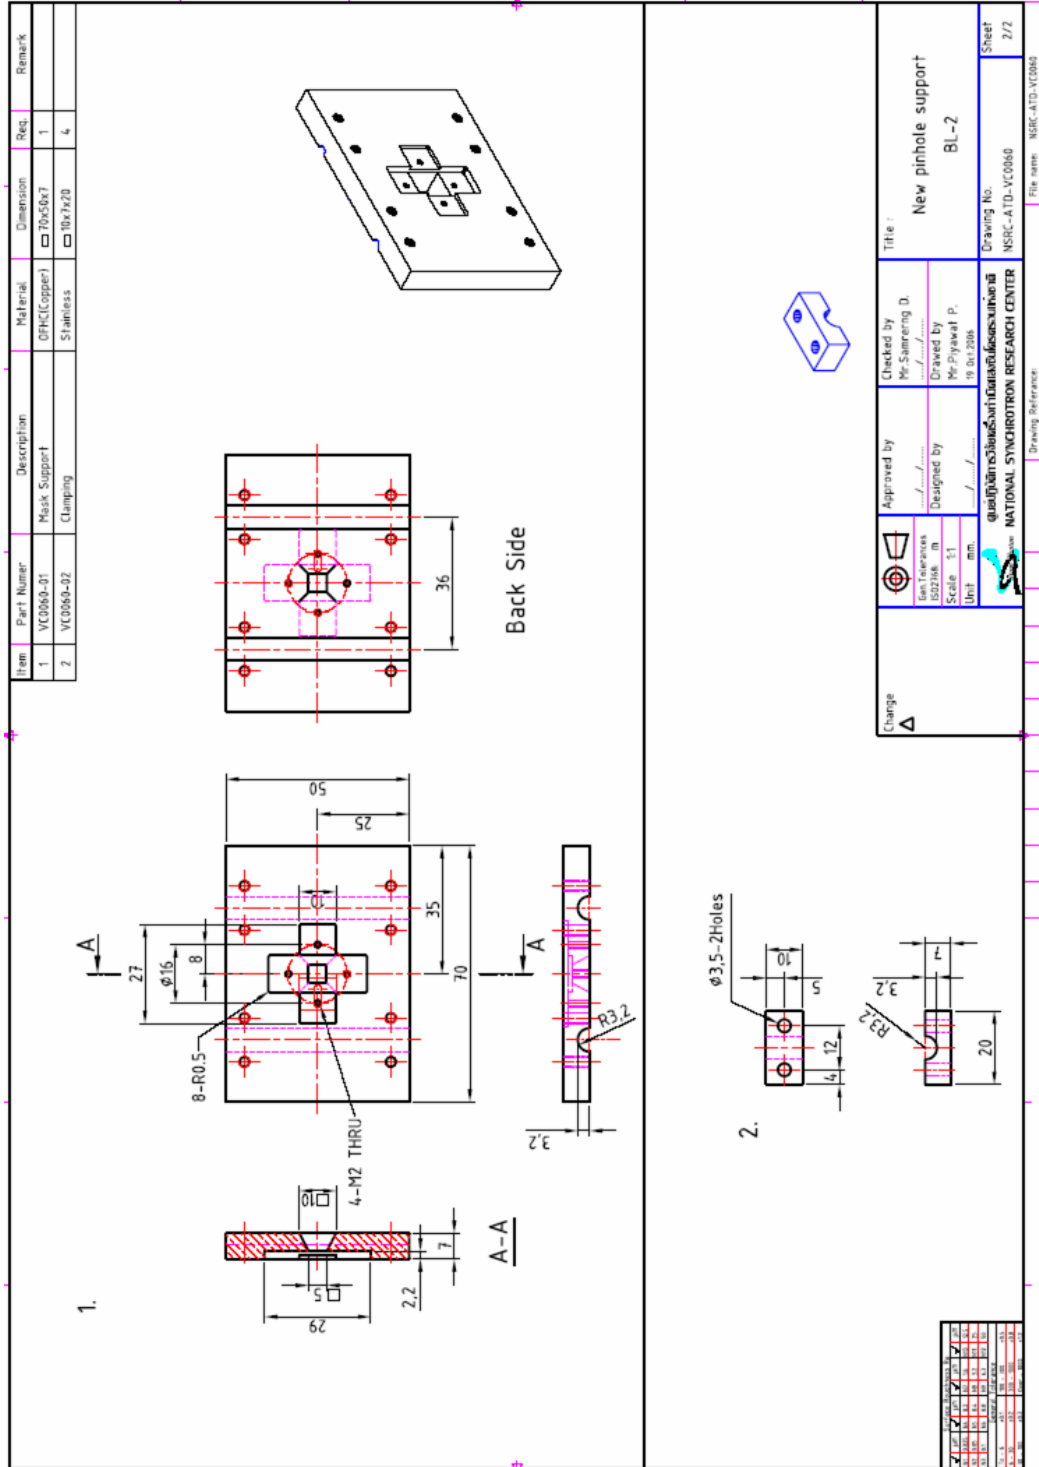 Item Part Numer Description Material Dimension Req. Remark
1 VC0060-01 Mask Support OFHC(Copper) □ 70x50x7 1
2 VC0060-02 Clamping Stainless □ 10x7x20 4
1.
A
A
27
Ø16
8
8-R0.5
10
50
25
35
70
4-M2 THRU
□10
□5
29
2,2
7
A-A
3,2
R3,2
36
Back Side
2.
Ø3,5-2Holes
10
5
4
12
R3,2
3,2
7
20
Change
Gen.Tolerances
ISO2768 m
Scale 1:1
Unit mm.
Approved by
...../...../.....
Designed by
...../...../.....
Checked by
Mr.Samrerng D.
...../...../.....
Drawed by
Mr.Piyawat P.
19 Oct,2006
Title :
New pinhole support
BL-2
NATIONAL SYNCHROTRON RESEARCH CENTER
Drawing No.
NSRC-ATD-VC0060
Sheet
2/2
Drawing Reference:
File name: NSRC-ATD-VC0060